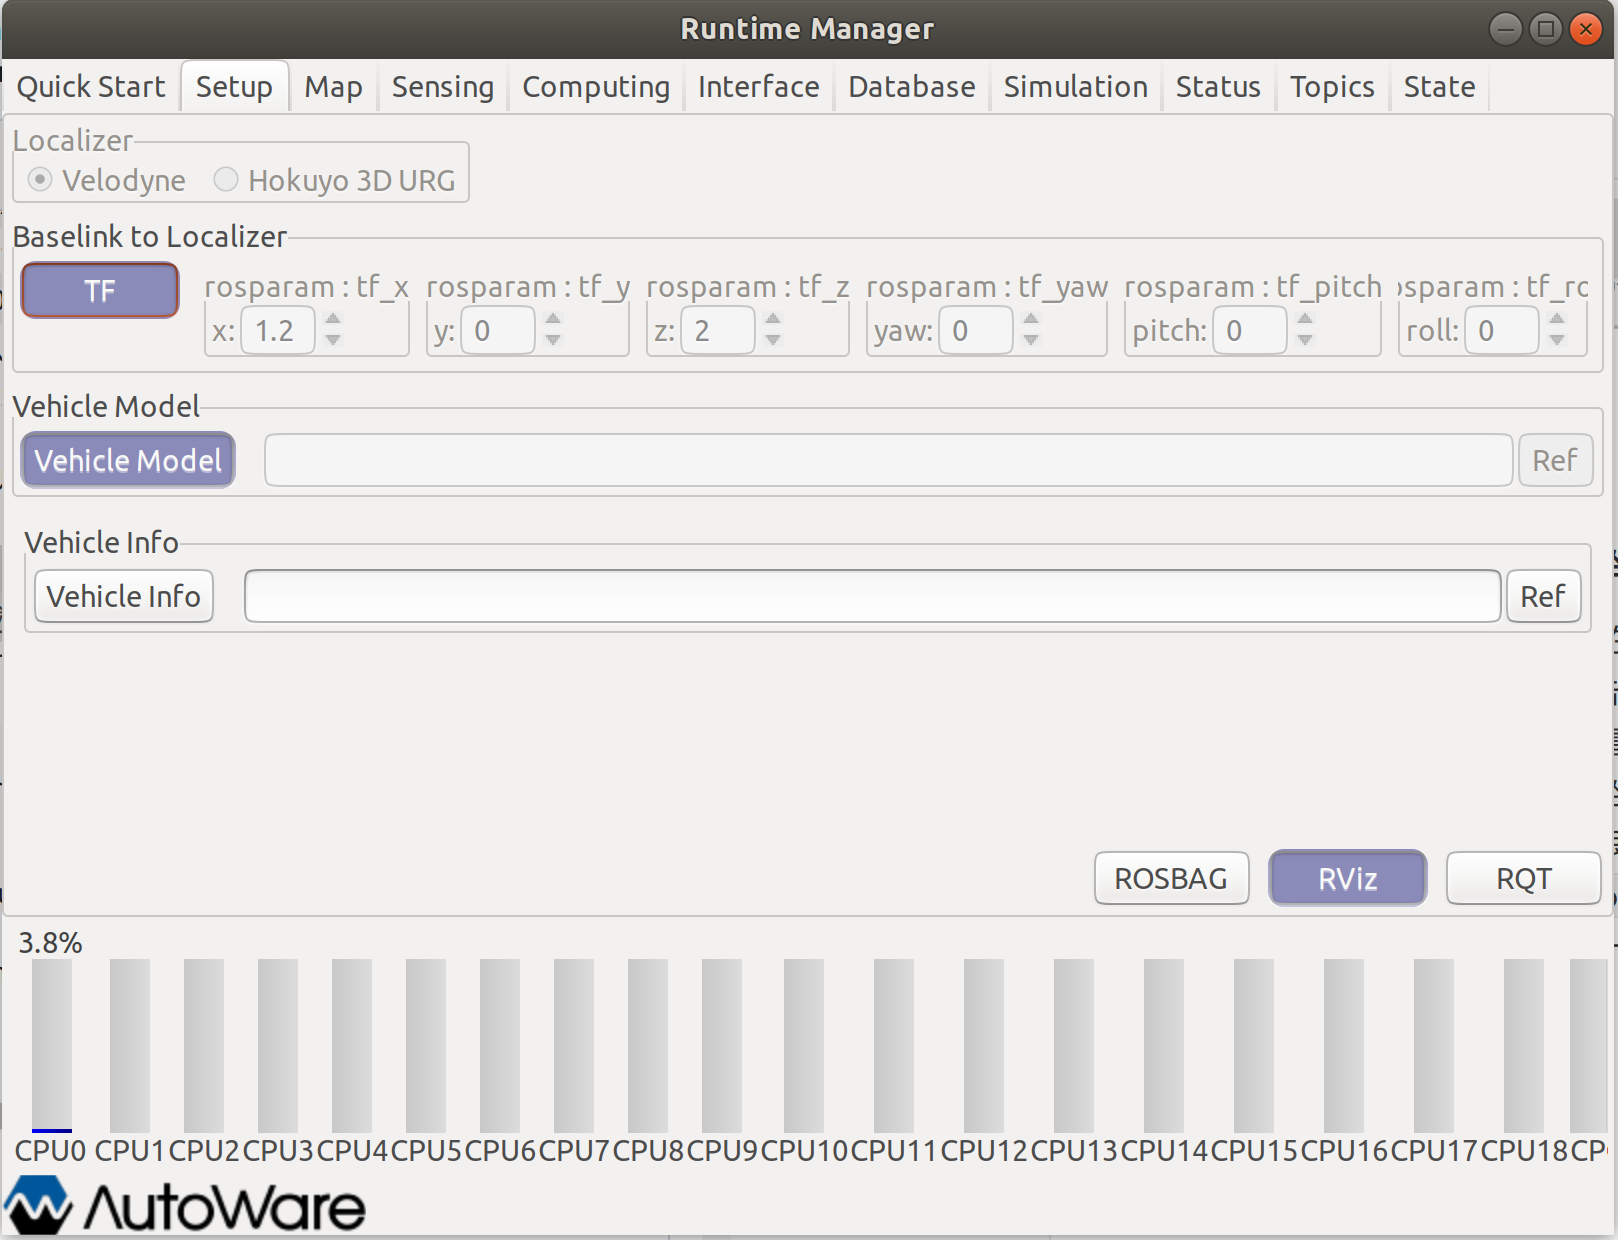 Runtime Manager
Quick Start Setup Map Sensing Computing Interface Database Simulation Status Topics State
Localizer
Velodyne Hokuyo 3D URG
Baselink to Localizer
TF rosparam : tf_x rosparam : tf_y rosparam : tf_z rosparam : tf_yaw rosparam : tf_pitch osparam : tf_ro
x: 1.2 y: 0 z: 2 yaw: 0 pitch: 0 roll: 0
Vehicle Model
Vehicle Model Ref
Vehicle Info
Vehicle Info Ref
ROSBAG RViz RQT
3.8%
CPU0 CPU1 CPU2 CPU3 CPU4 CPU5 CPU6 CPU7 CPU8 CPU9 CPU10 CPU11 CPU12 CPU13 CPU14 CPU15 CPU16 CPU17 CPU18 CP
AutoWare